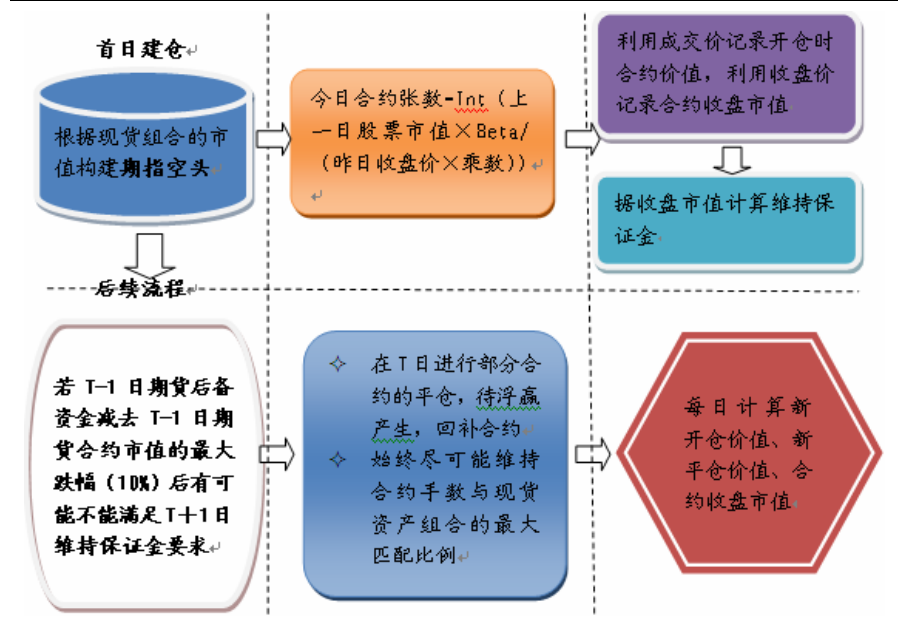 首日建仓
根据现货组合的市
值构建期指空头
今日合约张数=Int（上
一日股票市值×Beta/
（昨日收盘价×乘数））
利用成交价记录开仓时
合约价值，利用收盘价
记录合约收盘市值
据收盘市值计算维持保
证金
后续流程
若 T-1 日期货后备
资金减去 T-1 日期
货合约市值的最大
跌幅（10%）后有可
能不能满足T+1日
维持保证金要求
✧ 在T日进行部分合
约的平仓，待浮赢
产生，回补合约
✧ 始终尽可能维持
合约手数与现货
资产组合的最大
匹配比例
每日计算新
开仓价值、新
平仓价值、合
约收盘市值